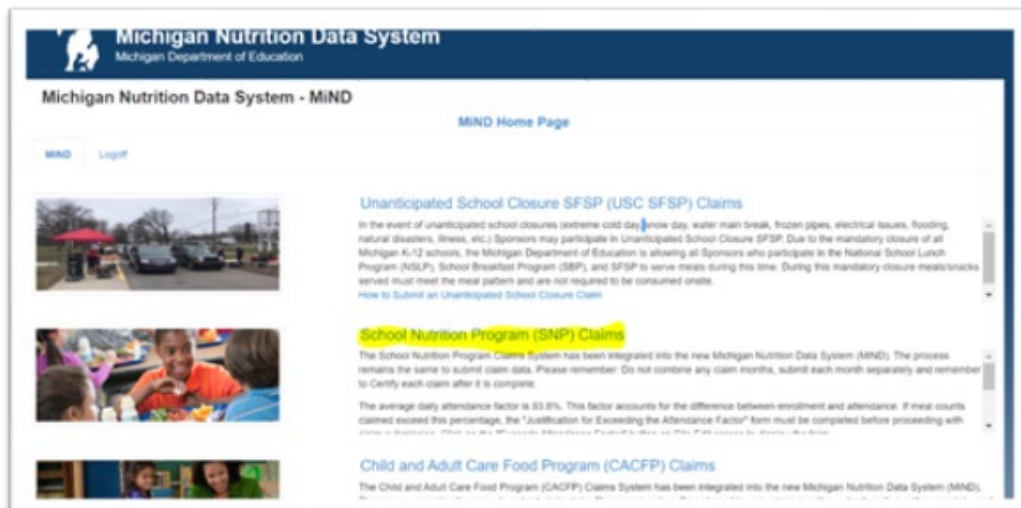 Michigan Nutrition Data System
Michigan Department of Education
Michigan Nutrition Data System - MiND
MiND Home Page
MiND Logoff
Unanticipated School Closure SFSP (USC SFSP) Claims
In the event of unanticipated school closures (extreme cold day, snow day, water main break, frozen pipes, electrical issues, flooding,
natural disasters, illness, etc.) Sponsors may participate in Unanticipated School Closure SFSP. Due to the mandatory closure of all
Michigan K-12 schools, the Michigan Department of Education is allowing all Sponsors who participate in the National School Lunch
Program (NSLP), School Breakfast Program (SBP), and SFSP to serve meals during this time. During this mandatory closure meals/snacks
served must meet the meal pattern and are not required to be consumed onsite.
How to Submit an Unanticipated School Closure Claim
School Nutrition Program (SNP) Claims
The School Nutrition Program Claims System has been integrated into the new Michigan Nutrition Data System (MiND). The process
remains the same to submit claim data. Please remember: Do not combine any claim months, submit each month separately and remember
to Certify each claim after it is complete.
The average daily attendance factor is 93.8%. This factor accounts for the difference between enrollment and attendance. If meal counts
claimed exceed this percentage, the "Justification for Exceeding the Attendance Factor" form must be completed before proceeding with
Child and Adult Care Food Program (CACFP) Claims
The Child and Adult Care Food Program (CACFP) Claims System has been integrated into the new Michigan Nutrition Data System (MiND).